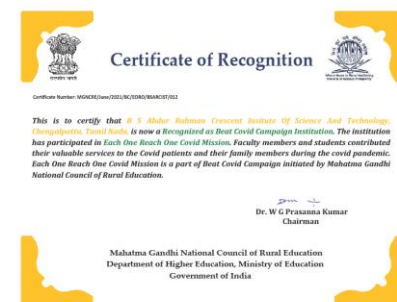 Certificate of Recognition
Certificate Number: MGNCRE/June/2021/BC/EORO/BSARCIST/012
This is to certify that B S Abdur Rahman Crescent Insitute Of Science And Technology,
Chengalpattu, Tamil Nadu, is now a Recognized as Beat Covid Campaign Institution. The institution
has participated in Each One Reach One Covid Mission. Faculty members and students contributed
their valuable services to the Covid patients and their family members during the covid pandemic.
Each One Reach One Covid Mission is a part of Beat Covid Campaign initiated by Mahatma Gandhi
National Council of Rural Education.
Dr. W G Prasanna Kumar
Chairman
Mahatma Gandhi National Council of Rural Education
Department of Higher Education, Ministry of Education
Government of India